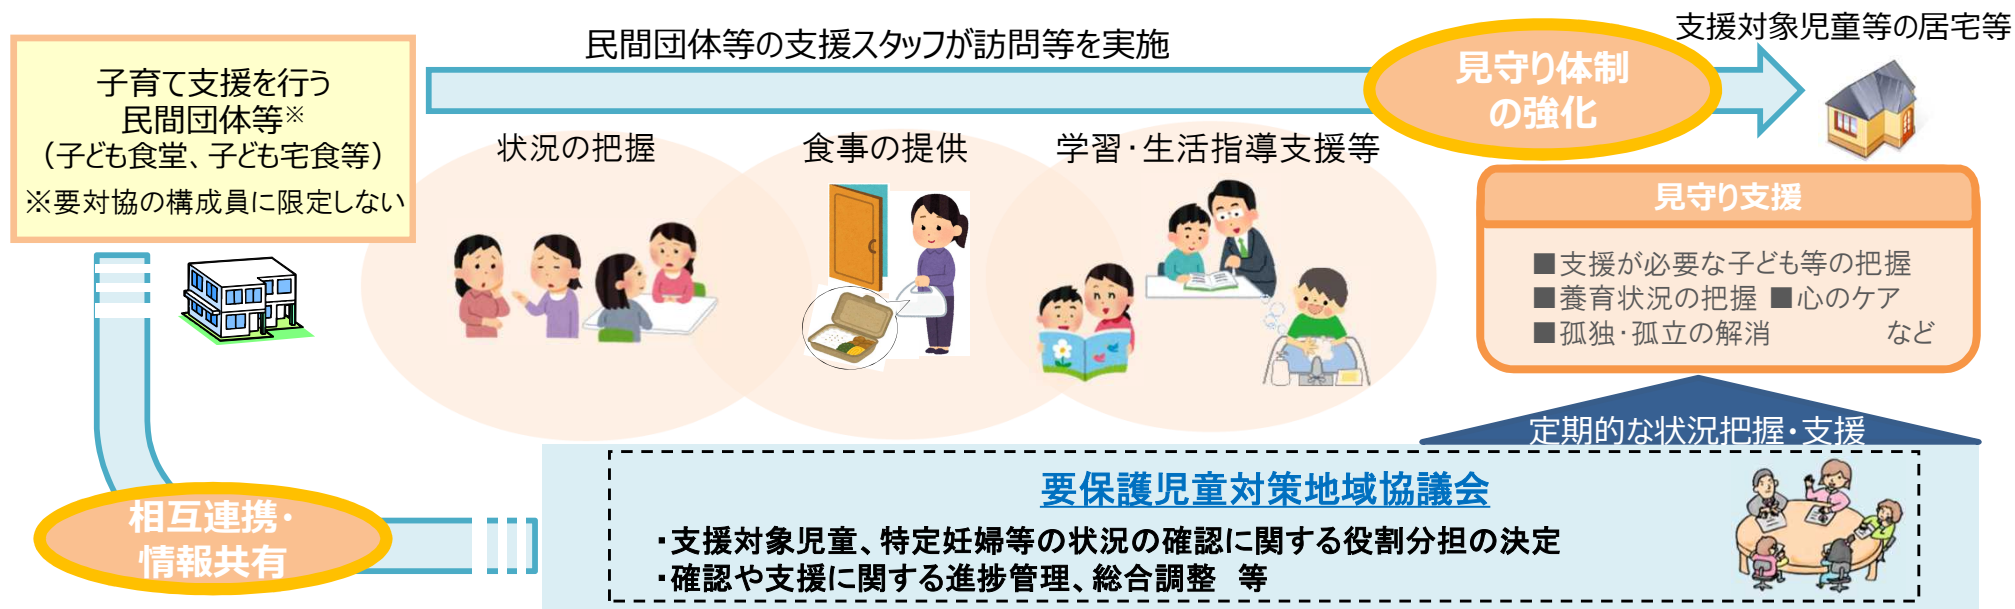 子育て支援を行う
民間団体等※
(子ども食堂、子ども宅食等)
※要対協の構成員に限定しない
民間団体等の支援スタッフが訪問等を実施
見守り体制
の強化
支援対象児童等の居宅等
状況の把握
食事の提供
学習・生活指導支援等
見守り支援
■支援が必要な子ども等の把握
■養育状況の把握 ■心のケア
■孤独・孤立の解消 など
定期的な状況把握・支援
相互連携・
情報共有
要保護児童対策地域協議会
・支援対象児童、特定妊婦等の状況の確認に関する役割分担の決定
・確認や支援に関する進捗管理、総合調整 等